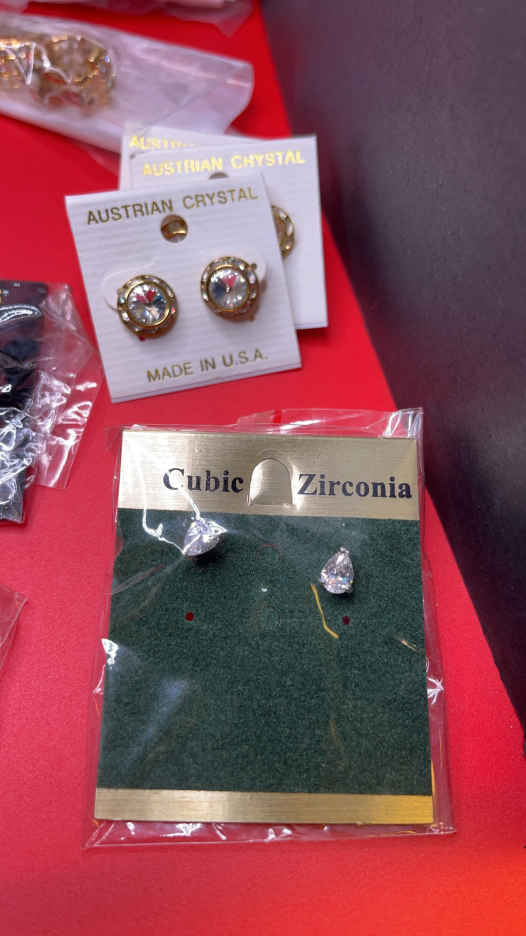 AUSTRIAN CRYSTAL
AUSTRIAN CRYSTAL
MADE IN U.S.A.
Cubic Zirconia